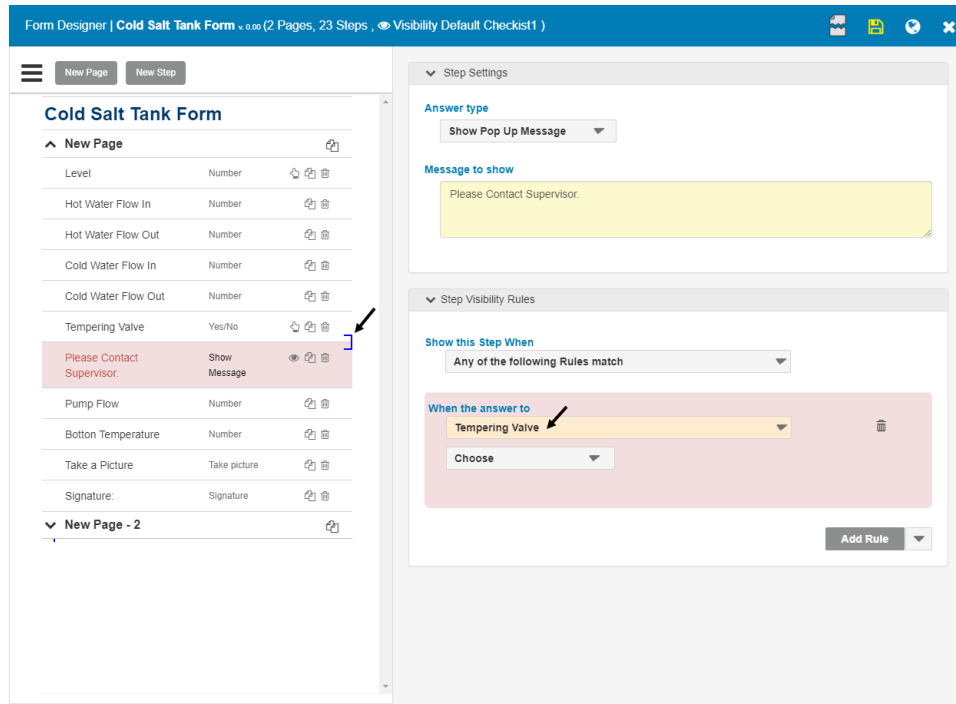 Form Designer | Cold Salt Tank Form v. 0.00 (2 Pages, 23 Steps , Visibility Default Checkist1 )
New Page New Step
Cold Salt Tank Form
New Page
Level Number
Hot Water Flow In Number
Hot Water Flow Out Number
Cold Water Flow In Number
Cold Water Flow Out Number
Tempering Valve Yes/No
Please Contact Supervisor. Show Message
Pump Flow Number
Botton Temperature Number
Take a Picture Take picture
Signature: Signature
New Page - 2
Step Settings
Answer type
Show Pop Up Message
Message to show
Please Contact Supervisor.
Step Visibility Rules
Show this Step When
Any of the following Rules match
When the answer to
Tempering Valve
Choose
Add Rule